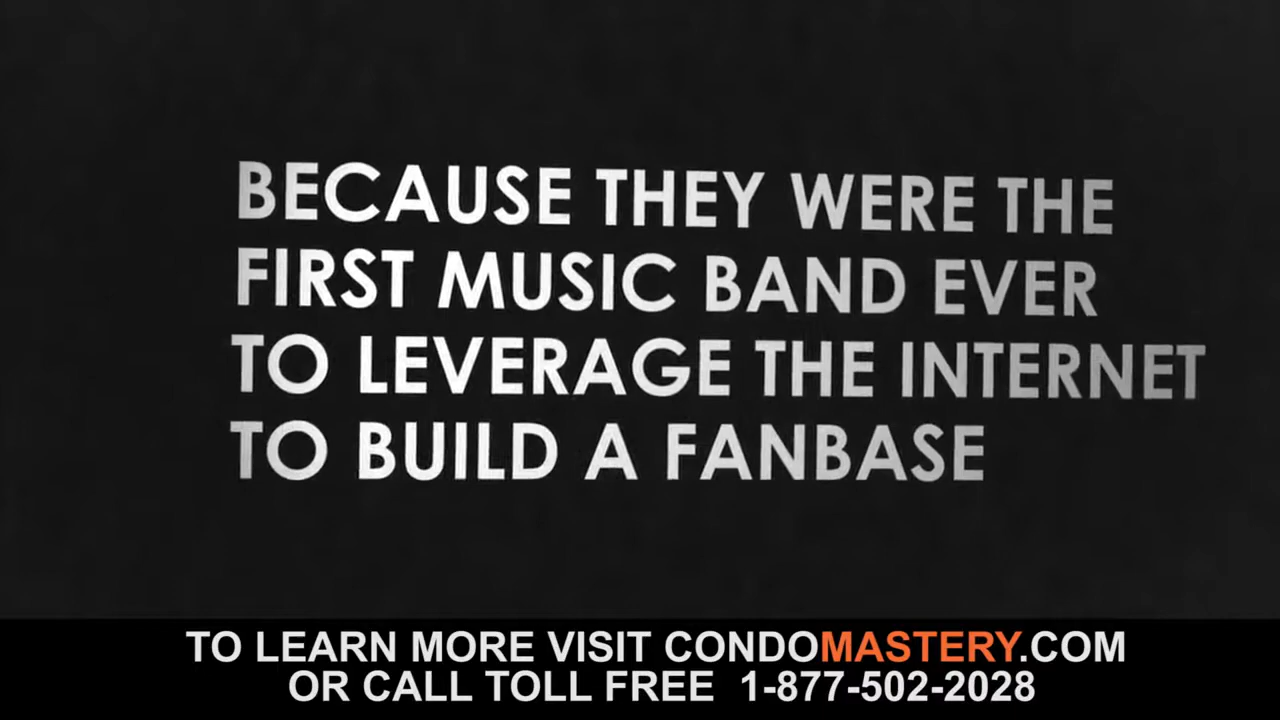 BECAUSE THEY WERE THE
FIRST MUSIC BAND EVER
TO LEVERAGE THE INTERNET
TO BUILD A FANBASE
TO LEARN MORE VISIT CONDOMASTERY.COM
OR CALL TOLL FREE 1-877-502-2028